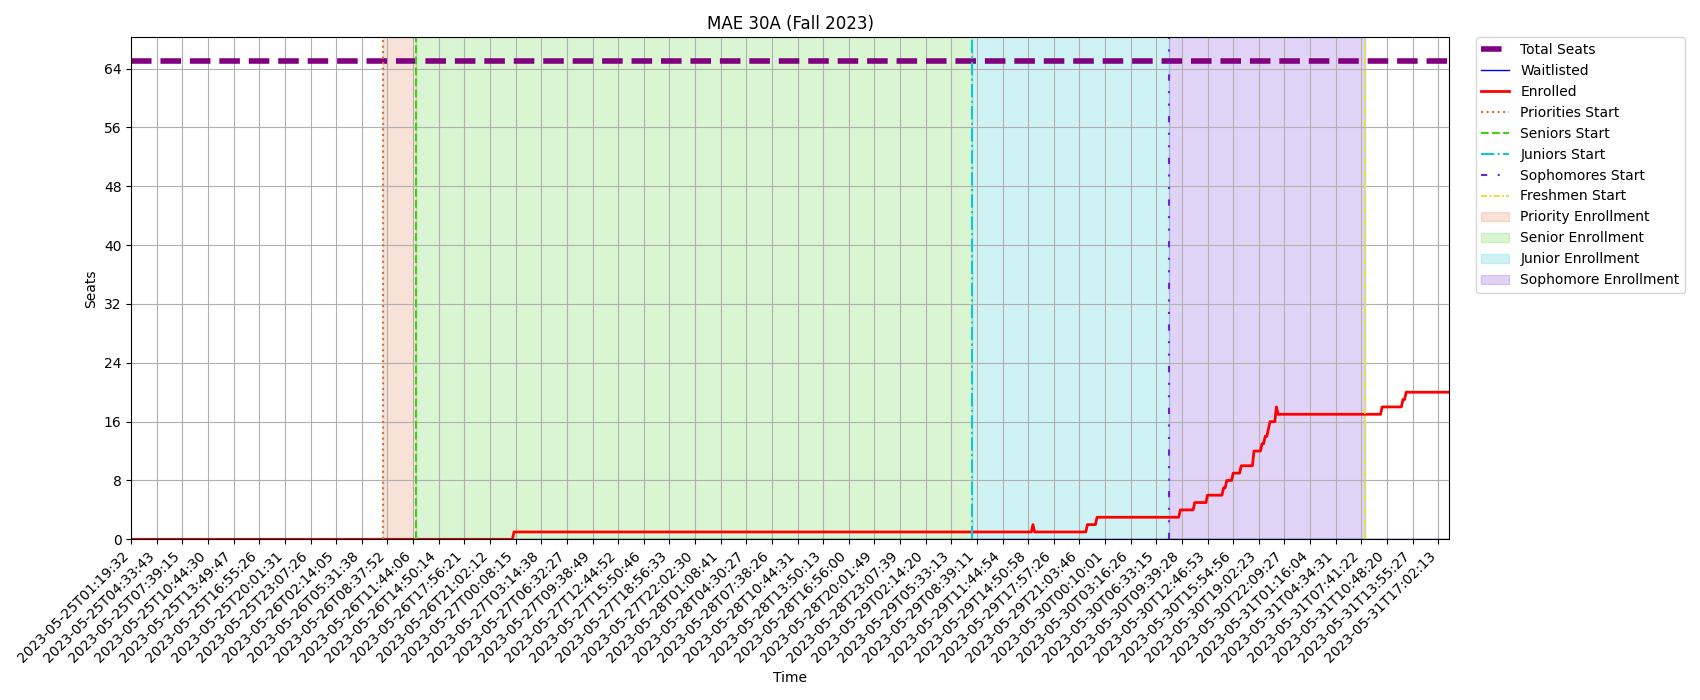 MAE 30A (Fall 2023)
Seats
64
56
48
40
32
24
16
8
0
2023-05-25T01:19:32
2023-05-25T04:33:43
2023-05-25T07:39:15
2023-05-25T10:44:30
2023-05-25T13:49:47
2023-05-25T16:55:26
2023-05-25T20:01:31
2023-05-25T23:07:26
2023-05-26T02:14:05
2023-05-26T05:31:38
2023-05-26T08:37:52
2023-05-26T11:44:06
2023-05-26T14:50:14
2023-05-26T17:56:21
2023-05-26T21:02:12
2023-05-27T00:08:15
2023-05-27T03:14:38
2023-05-27T06:32:27
2023-05-27T09:38:49
2023-05-27T12:44:52
2023-05-27T15:50:46
2023-05-27T18:56:33
2023-05-27T22:02:30
2023-05-28T01:08:41
2023-05-28T04:30:27
2023-05-28T07:38:26
2023-05-28T10:44:31
2023-05-28T13:50:13
2023-05-28T16:56:00
2023-05-28T20:01:49
2023-05-28T23:07:39
2023-05-29T02:14:20
2023-05-29T05:33:13
2023-05-29T08:39:11
2023-05-29T11:44:54
2023-05-29T14:50:58
2023-05-29T17:57:26
2023-05-29T21:03:46
2023-05-30T00:10:01
2023-05-30T03:16:26
2023-05-30T06:33:15
2023-05-30T09:39:28
2023-05-30T12:46:53
2023-05-30T15:54:56
2023-05-30T19:02:23
2023-05-30T22:09:27
2023-05-31T01:16:04
2023-05-31T04:34:31
2023-05-31T07:41:22
2023-05-31T10:48:20
2023-05-31T13:55:27
2023-05-31T17:02:13
Time
Total Seats
Waitlisted
Enrolled
Priorities Start
Seniors Start
Juniors Start
Sophomores Start
Freshmen Start
Priority Enrollment
Senior Enrollment
Junior Enrollment
Sophomore Enrollment